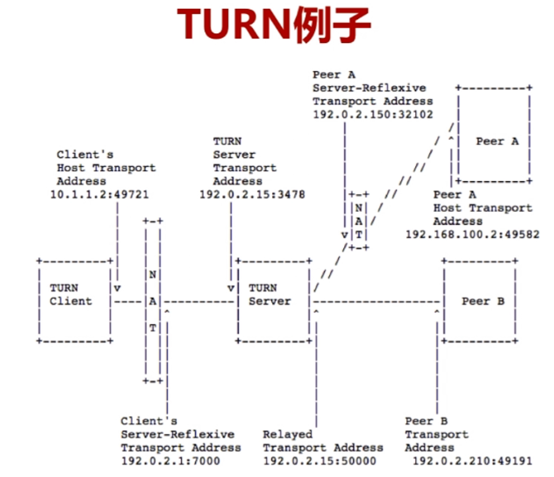 TURN例子
Peer A
Server-Reflexive
Transport Address
192.0.2.150:32102
TURN
Server
Transport
Address
192.0.2.15:3478
Client's
Host Transport
Address
10.1.1.2:49721
Peer A
Peer A
Host Transport
Address
192.168.100.2:49582
N
A
T
TURN
Client
N
A
T
TURN
Server
Peer B
Client's
Server-Reflexive
Transport Address
192.0.2.1:7000
Relayed
Transport Address
192.0.2.15:50000
Peer B
Transport
Address
192.0.2.210:49191